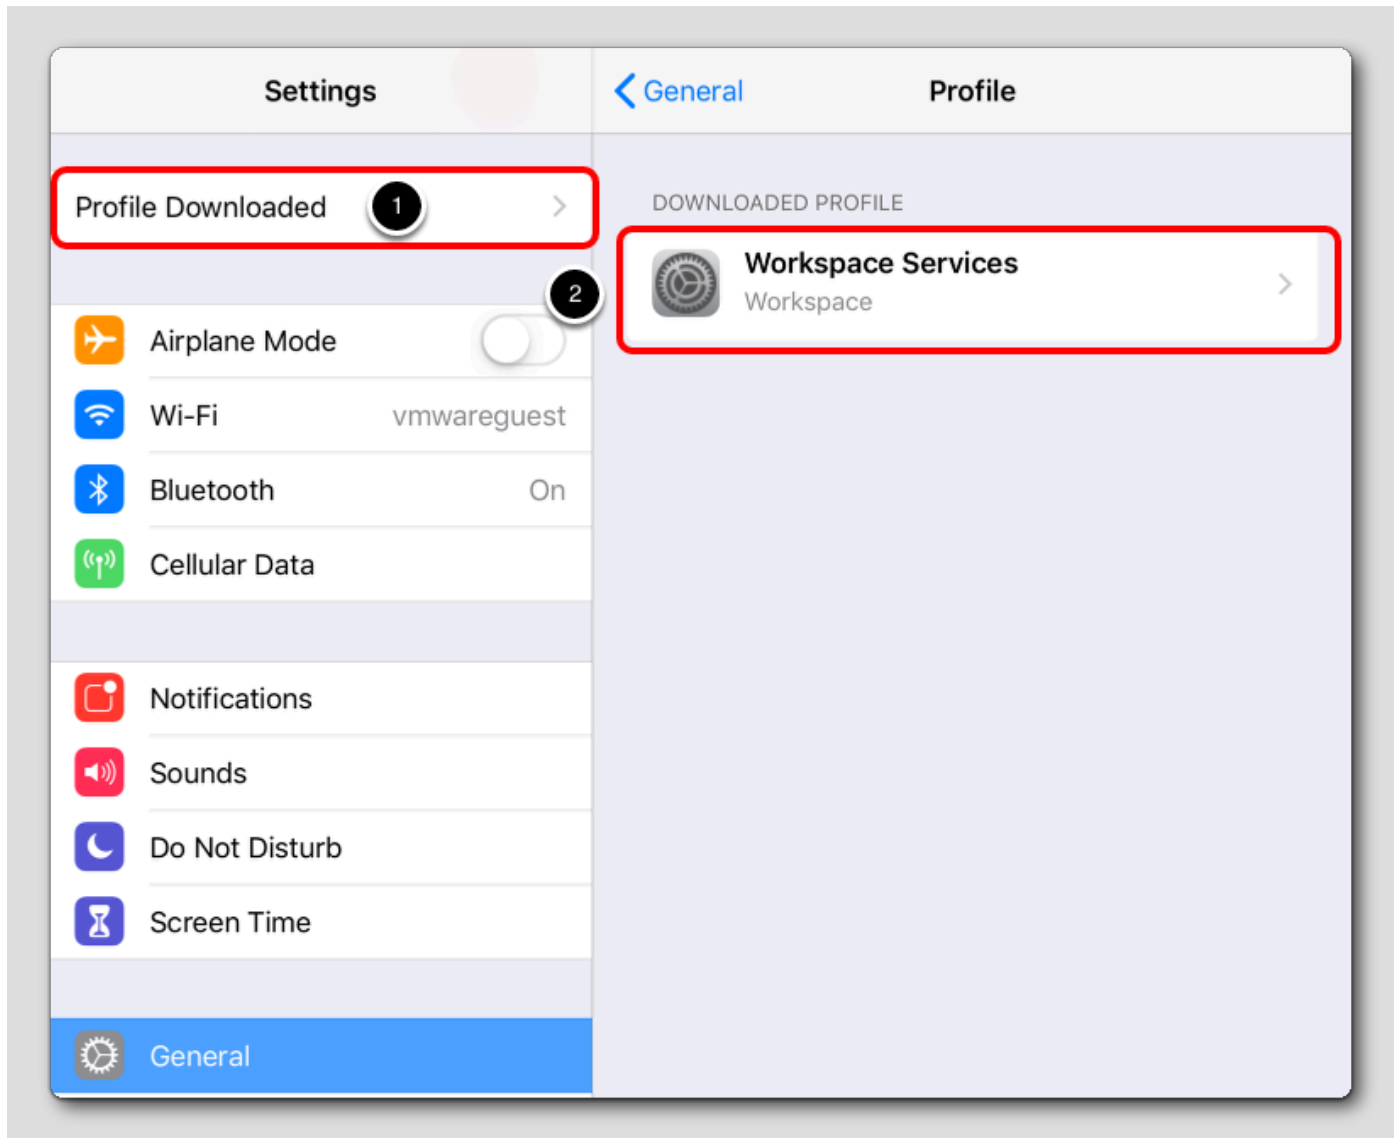 Settings
Profile Downloaded
1
Airplane Mode
Wi-Fi vmwareguest
Bluetooth On
Cellular Data
Notifications
Sounds
Do Not Disturb
Screen Time
General
General Profile
DOWNLOADED PROFILE
2
Workspace Services
Workspace